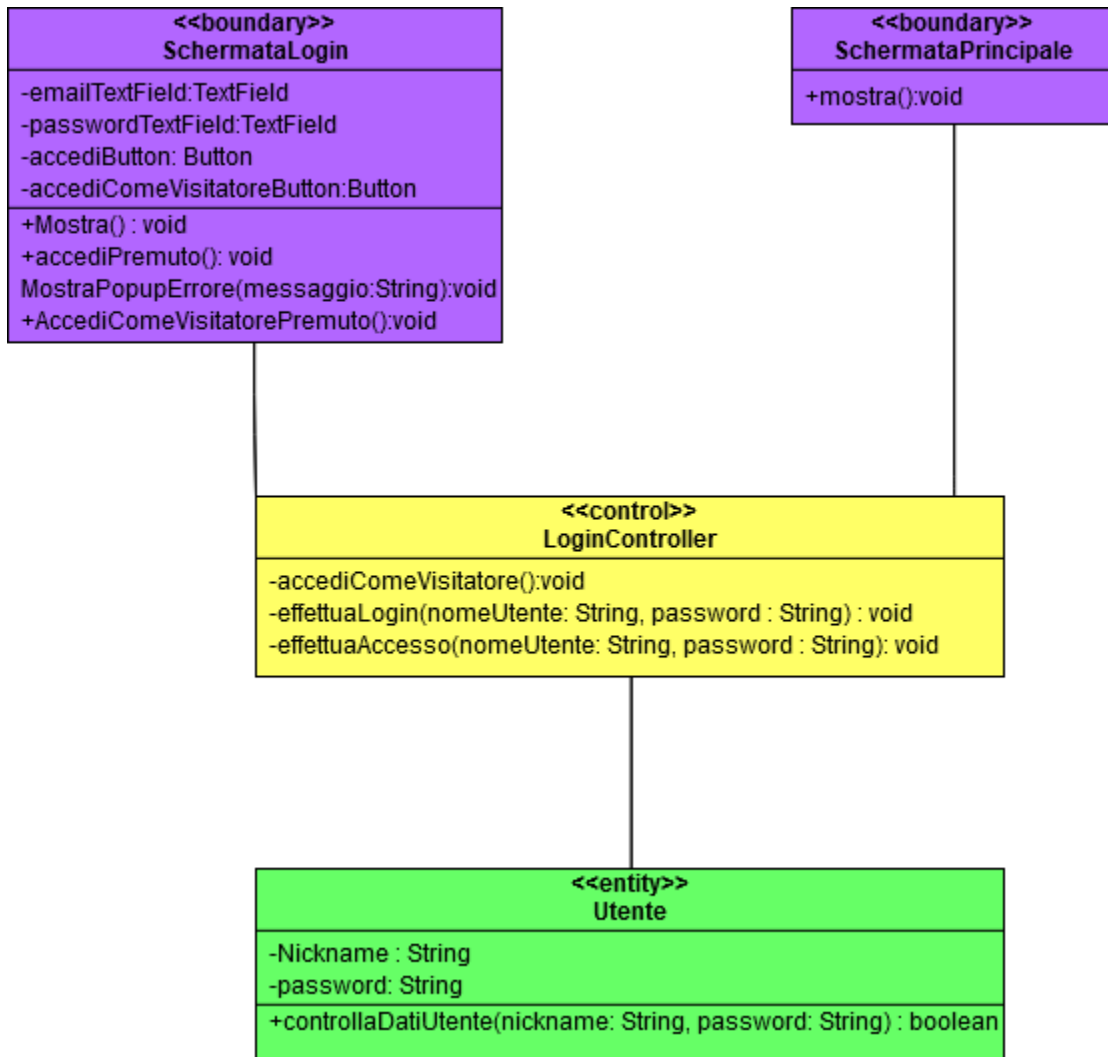 <<boundary>>
SchermataLogin
-emailTextField:TextField
-passwordTextField:TextField
-accediButton: Button
-accediComeVisitatoreButton:Button
+Mostra() : void
+accediPremuto(): void
MostraPopupErrore(messaggio:String):void
+AccediComeVisitatorePremuto():void
<<boundary>>
SchermataPrincipale
+mostra():void
<<control>>
LoginController
-accediComeVisitatore():void
-effettuaLogin(nomeUtente: String, password : String) : void
-effettuaAccesso(nomeUtente: String, password : String): void
<<entity>>
Utente
-Nickname : String
-password: String
+controllaDatiUtente(nickname: String, password: String) : boolean